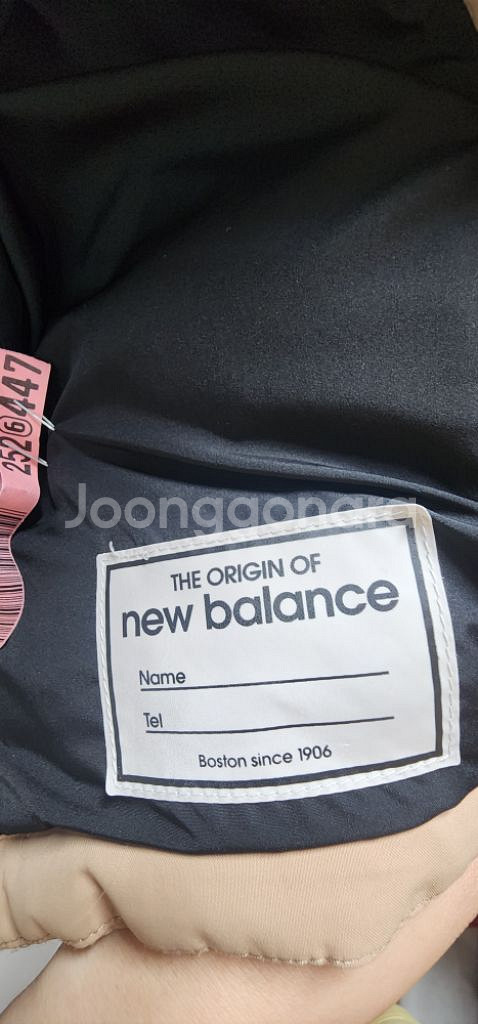 2526447
Joonggonara
THE ORIGIN OF
new balance
Name
Tel
Boston since 1906